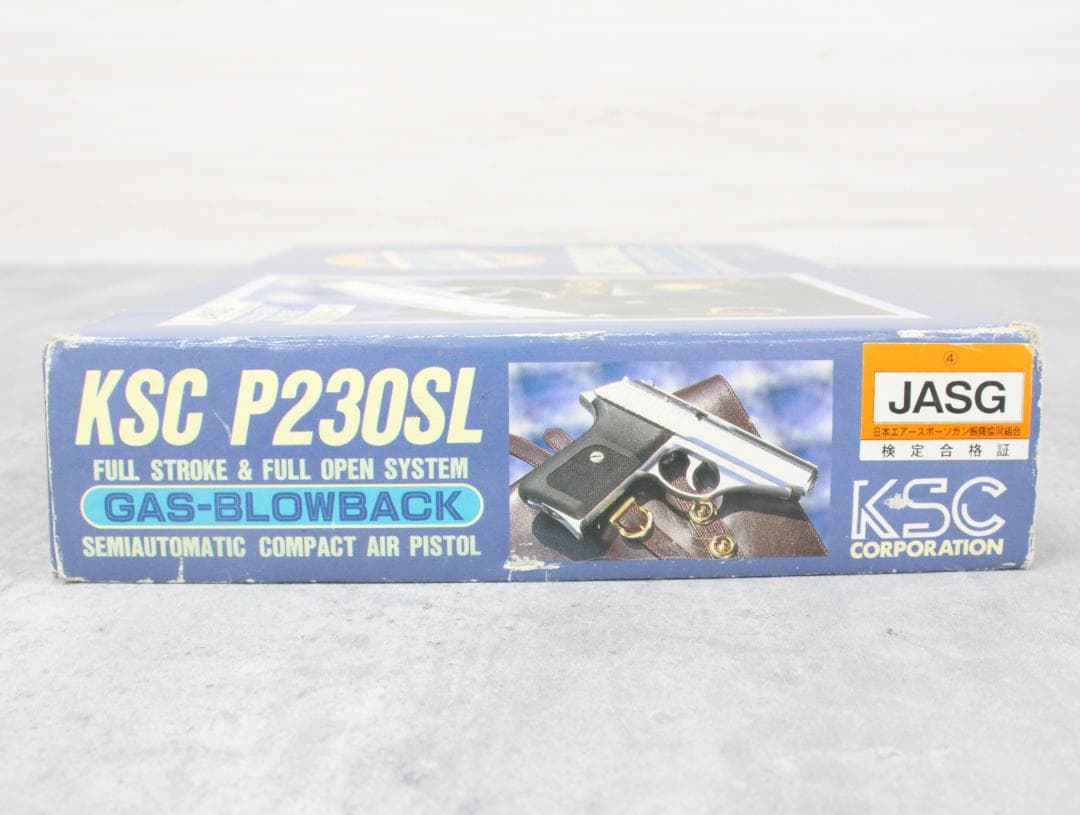 KSC P230SL
FULL STROKE & FULL OPEN SYSTEM
GAS-BLOWBACK
SEMIAUTOMATIC COMPACT AIR PISTOL
④
JASG
日本エアースポーツガン振興協同組合
検定合格証
KSC
CORPORATION